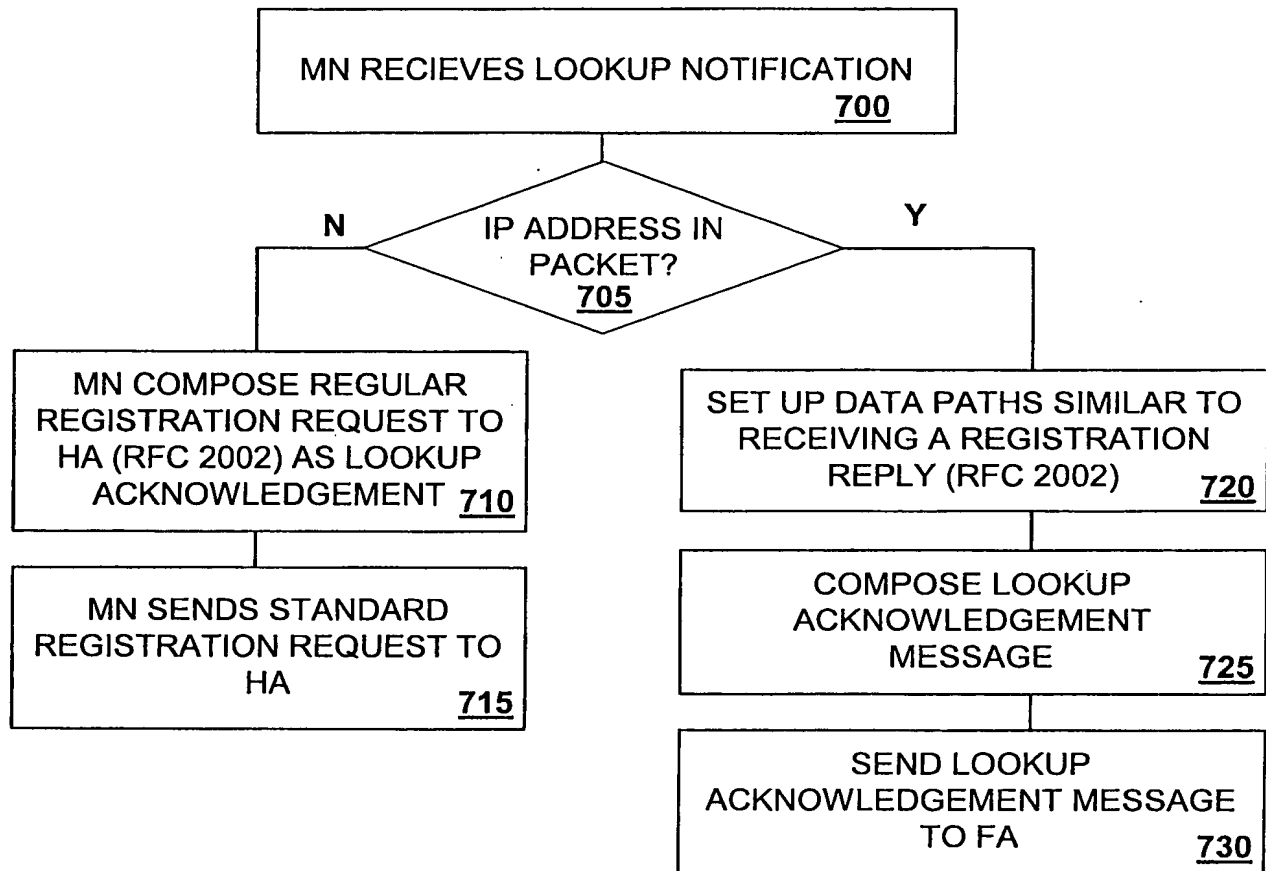 MN RECIEVES LOOKUP NOTIFICATION
700
N
Y
IP ADDRESS IN
PACKET?
705
MN COMPOSE REGULAR
REGISTRATION REQUEST TO
HA (RFC 2002) AS LOOKUP
ACKNOWLEDGEMENT 710
MN SENDS STANDARD
REGISTRATION REQUEST TO
HA
715
SET UP DATA PATHS SIMILAR TO
RECEIVING A REGISTRATION
REPLY (RFC 2002) 720
COMPOSE LOOKUP
ACKNOWLEDGEMENT
MESSAGE 725
SEND LOOKUP
ACKNOWLEDGEMENT MESSAGE
TO FA 730